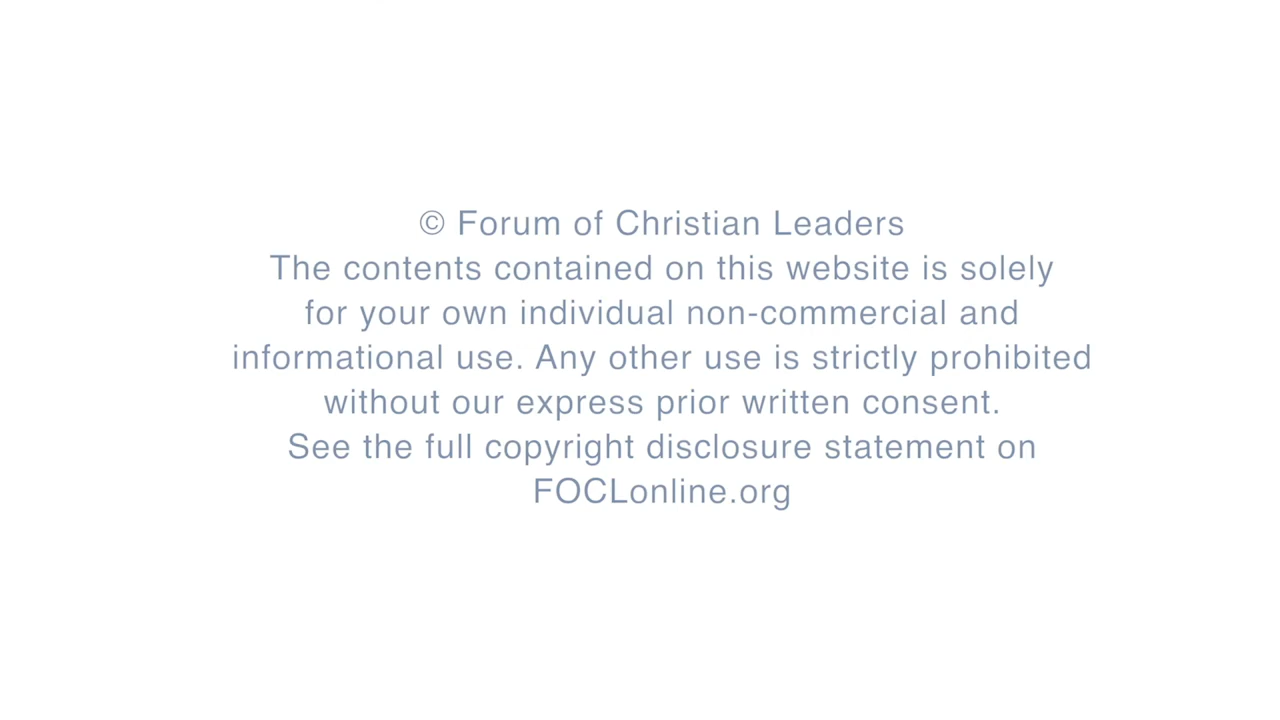 © Forum of Christian Leaders
The contents contained on this website is solely
for your own individual non-commercial and
informational use. Any other use is strictly prohibited
without our express prior written consent.
See the full copyright disclosure statement on
FOCLonline.org